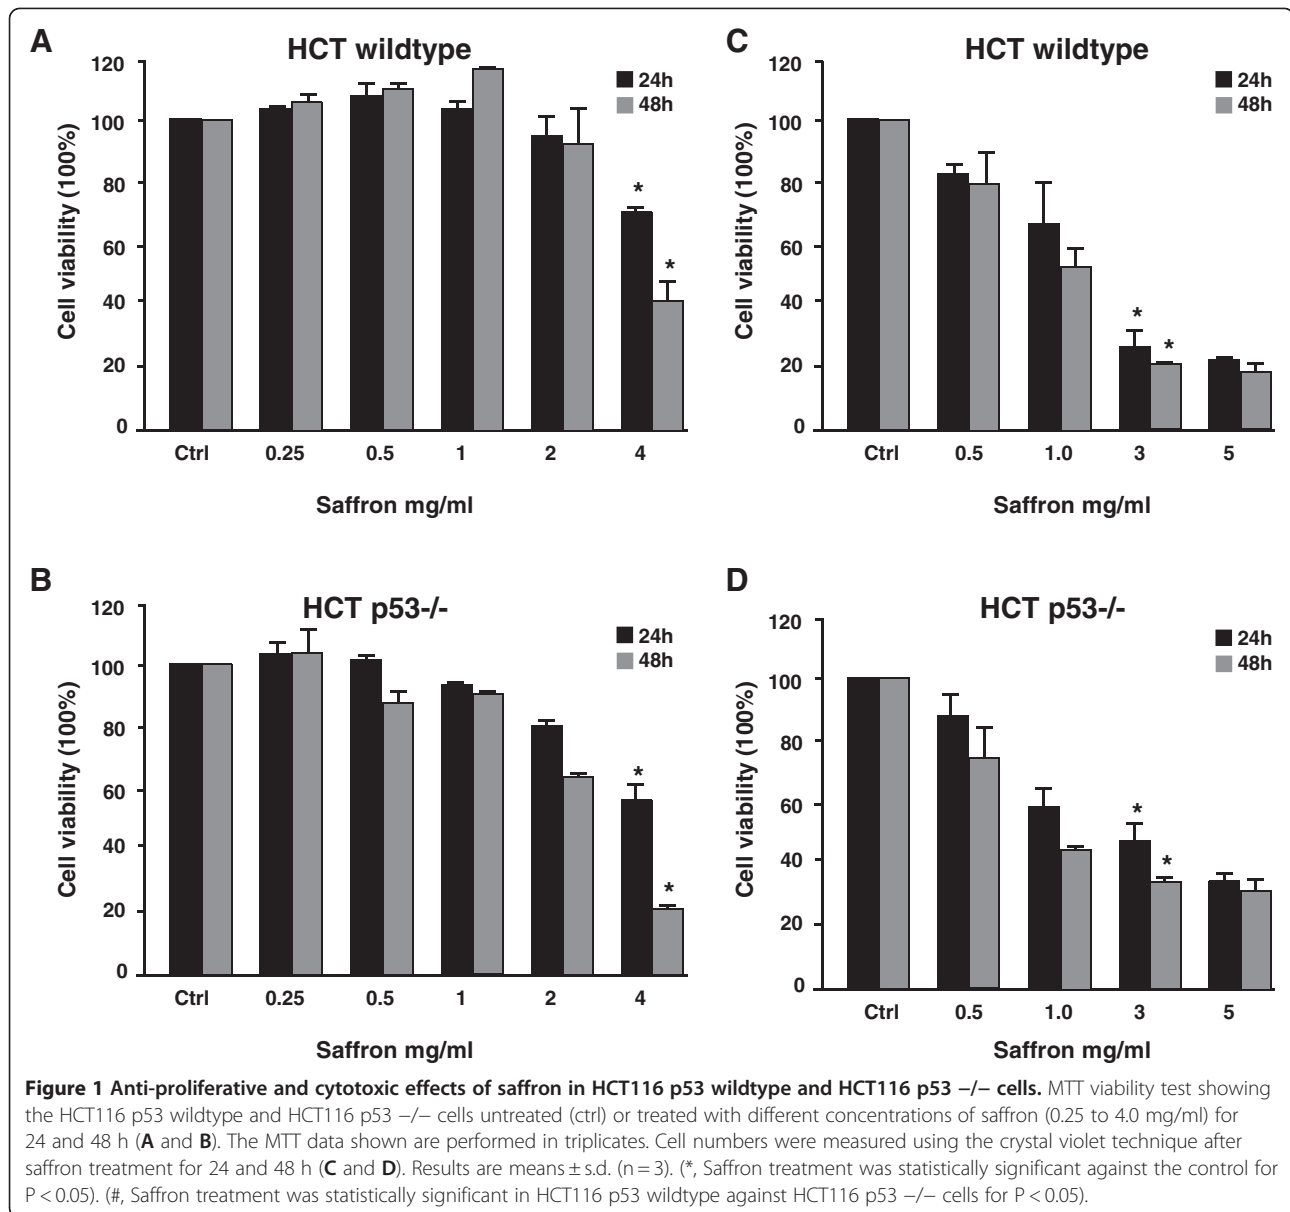 A
HCT wildtype
24h
48h
120
100
80
60
40
20
0
Cell viability (100%)
*
*
Ctrl 0.25 0.5 1 2 4
Saffron mg/ml
C
HCT wildtype
24h
48h
120
100
80
60
40
20
0
Cell viability (100%)
*
*
Ctrl 0.5 1.0 3 5
Saffron mg/ml
B
HCT p53-/-
24h
48h
120
100
80
60
40
20
0
Cell viability (100%)
*
*
Ctrl 0.25 0.5 1 2 4
Saffron mg/ml
D
HCT p53-/-
24h
48h
120
100
80
60
40
20
0
Cell viability (100%)
*
*
Ctrl 0.5 1.0 3 5
Saffron mg/ml
Figure 1 Anti-proliferative and cytotoxic effects of saffron in HCT116 p53 wildtype and HCT116 p53 −/− cells. MTT viability test showing
the HCT116 p53 wildtype and HCT116 p53 −/− cells untreated (ctrl) or treated with different concentrations of saffron (0.25 to 4.0 mg/ml) for
24 and 48 h (A and B). The MTT data shown are performed in triplicates. Cell numbers were measured using the crystal violet technique after
saffron treatment for 24 and 48 h (C and D). Results are means ± s.d. (n = 3). (*, Saffron treatment was statistically significant against the control for
P < 0.05). (#, Saffron treatment was statistically significant in HCT116 p53 wildtype against HCT116 p53 −/− cells for P < 0.05).